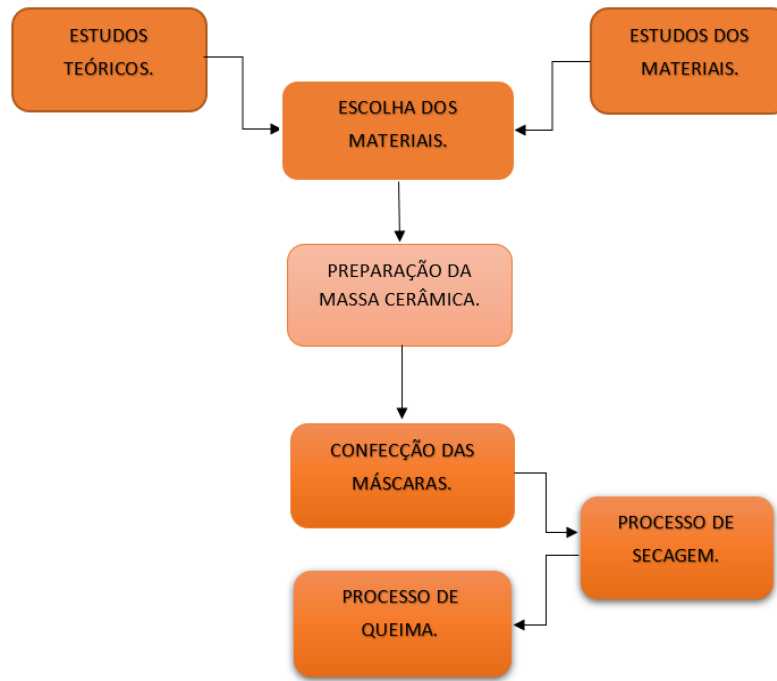 ESTUDOS
TEÓRICOS.
ESTUDOS DOS
MATERIAIS.
ESCOLHA DOS
MATERIAIS.
PREPARAÇÃO DA
MASSA CERÂMICA.
CONFECÇÃO DAS
MÁSCARAS.
PROCESSO DE
SECAGEM.
PROCESSO DE
QUEIMA.